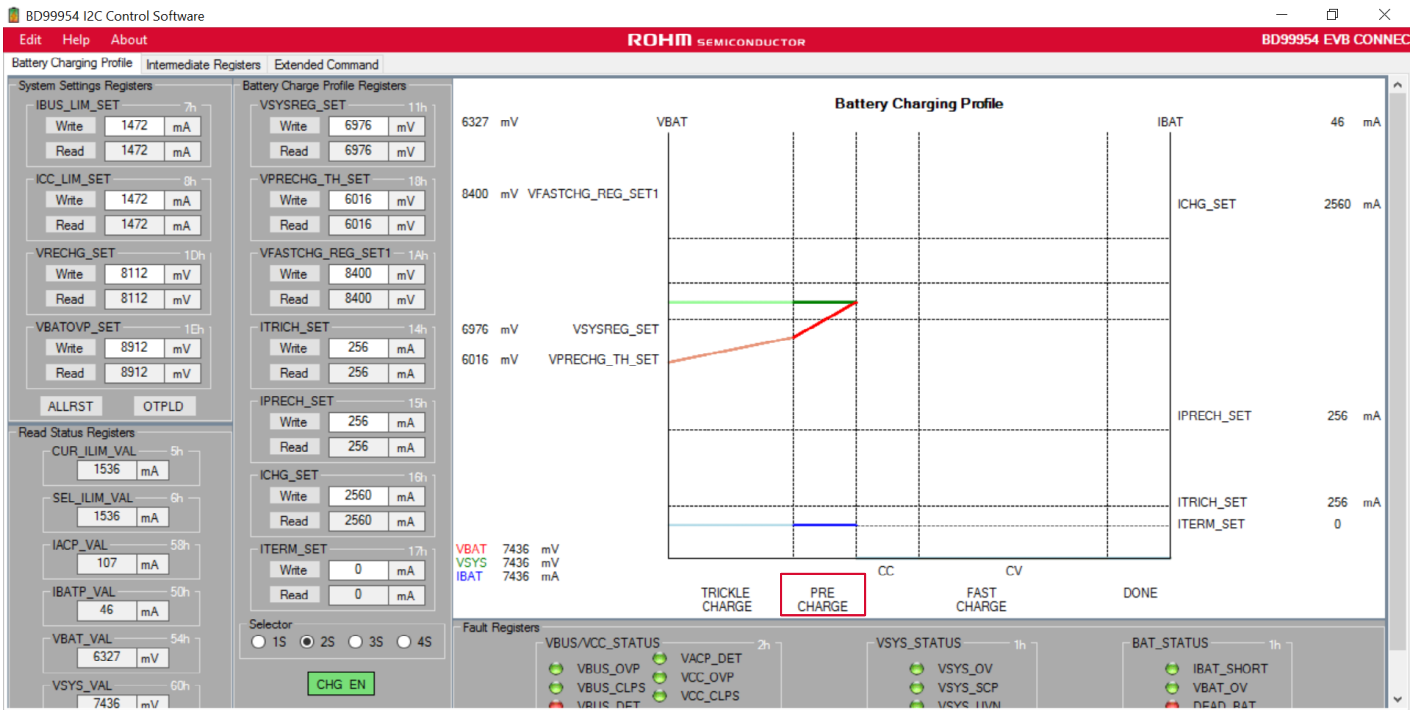 BD99954 I2C Control Software
Edit Help About
ROHM SEMICONDUCTOR
BD99954 EVB CONNEC
Battery Charging Profile Intermediate Registers Extended Command
System Settings Registers
IBUS_LIM_SET 7h
Write 1472 mA
Read 1472 mA
ICC_LIM_SET 8h
Write 1472 mA
Read 1472 mA
VRECHG_SET 1Dh
Write 8112 mV
Read 8112 mV
VBATOVP_SET 1Eh
Write 8912 mV
Read 8912 mV
ALLRST OTPLD
Read Status Registers
CUR_ILIM_VAL 5h
1536 mA
SEL_ILIM_VAL 6h
1536 mA
IACP_VAL 58h
107 mA
IBATP_VAL 50h
46 mA
VBAT_VAL 54h
6327 mV
VSYS_VAL 60h
7436 mV
Battery Charge Profile Registers
VSYSREG_SET 11h
Write 6976 mV
Read 6976 mV
VPRECHG_TH_SET 18h
Write 6016 mV
Read 6016 mV
VFASTCHG_REG_SET1 1Ah
Write 8400 mV
Read 8400 mV
ITRICH_SET 14h
Write 256 mA
Read 256 mA
IPRECH_SET 15h
Write 256 mA
Read 256 mA
ICHG_SET 16h
Write 2560 mA
Read 2560 mA
ITERM_SET 17h
Write 0 mA
Read 0 mA
Selector
1S 2S 3S 4S
CHG EN
Battery Charging Profile
6327 mV VBAT IBAT 46 mA
8400 mV VFASTCHG_REG_SET1
ICHG_SET 2560 mA
6976 mV VSYSREG_SET
6016 mV VPRECHG_TH_SET
IPRECH_SET 256 mA
ITRICH_SET 256 mA
ITERM_SET 0
VBAT 7436 mV
VSYS 7436 mV
IBAT 7436 mA
CC CV
TRICKLE CHARGE
PRE CHARGE
FAST CHARGE
DONE
Fault Registers
VBUS/VCC_STATUS 2h
VBUS_OVP
VBUS_CLPS
VBUS_DET
VACP_DET
VCC_OVP
VCC_CLPS
VSYS_STATUS 1h
VSYS_OV
VSYS_SCP
VSYS_UVN
BAT_STATUS 1h
IBAT_SHORT
VBAT_OV
DEAD_BAT